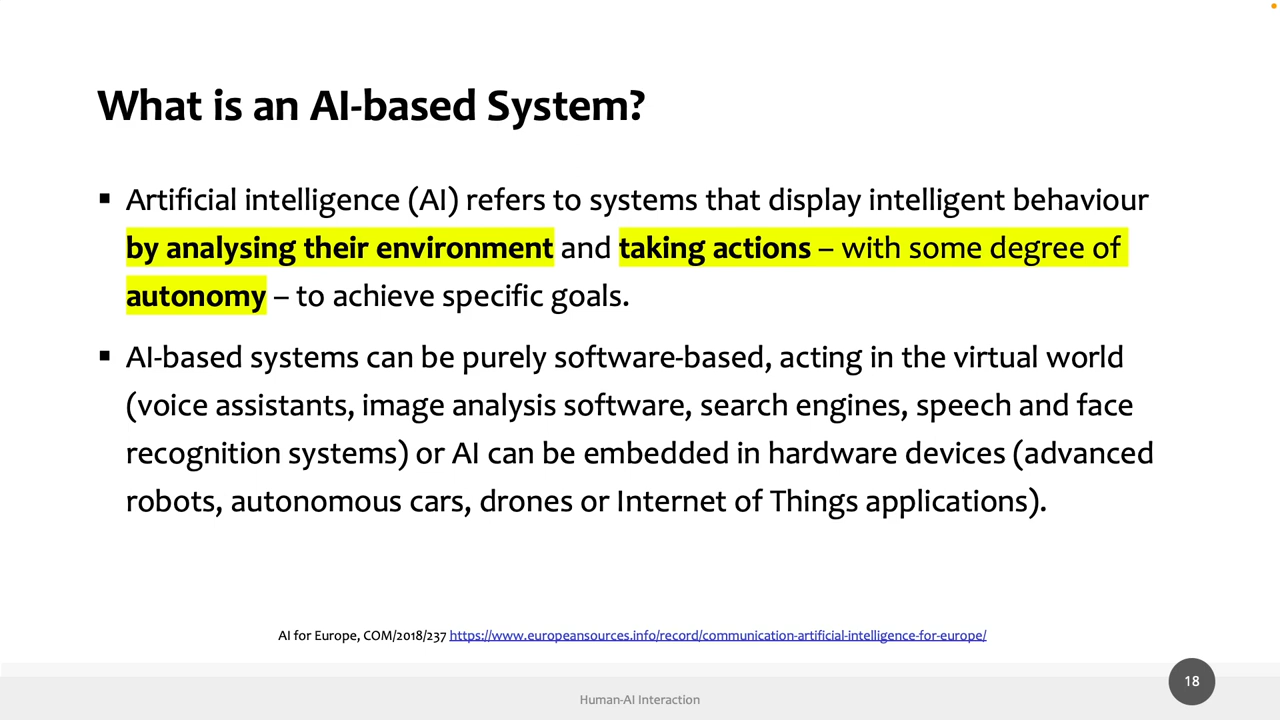 What is an AI-based System?
▪ Artificial intelligence (AI) refers to systems that display intelligent behaviour
by analysing their environment and taking actions – with some degree of
autonomy – to achieve specific goals.
▪ AI-based systems can be purely software-based, acting in the virtual world
(voice assistants, image analysis software, search engines, speech and face
recognition systems) or AI can be embedded in hardware devices (advanced
robots, autonomous cars, drones or Internet of Things applications).
AI for Europe, COM/2018/237 https://www.europeansources.info/record/communication-artificial-intelligence-for-europe/
18
Human-AI Interaction